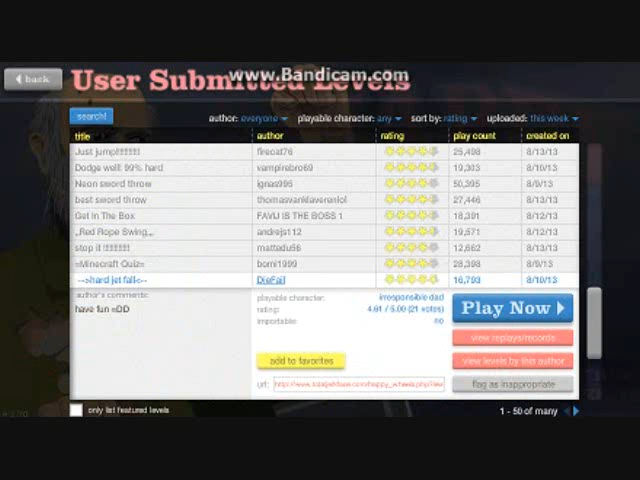 www.Bandicam.com
back
User Submitted Levels
search!
author: everyone playable character: any sort by: rating uploaded: this week
title author rating play count created on
Just jump!!!!!!!!!! firecat76 25,498 8/13/13
Dodge well! 99% hard vampirebro69 19,303 8/10/13
Neon sword throw ignas995 50,395 8/9/13
best sword throw thomasvanklaverenlol 27,446 8/13/13
Get In The Box FAVIJ IS THE BOSS 1 18,391 8/12/13
,,Red Rope Swing,,, andrejs112 19,571 8/12/13
stop it !!!!!!!!!!! mattedu56 12,662 8/13/13
=Minecraft Quiz= bomi1999 28,398 8/9/13
-->hard jet fall<-- DieFail 16,793 8/10/13
author's comments:
have fun =DD
playable character: irresponsible dad
rating: 4.61 / 5.00 (21 votes)
importable: no
Play Now
view replays/records
add to favorites
view levels by this author
url:
flag as inappropriate
only list featured levels
1 - 50 of many